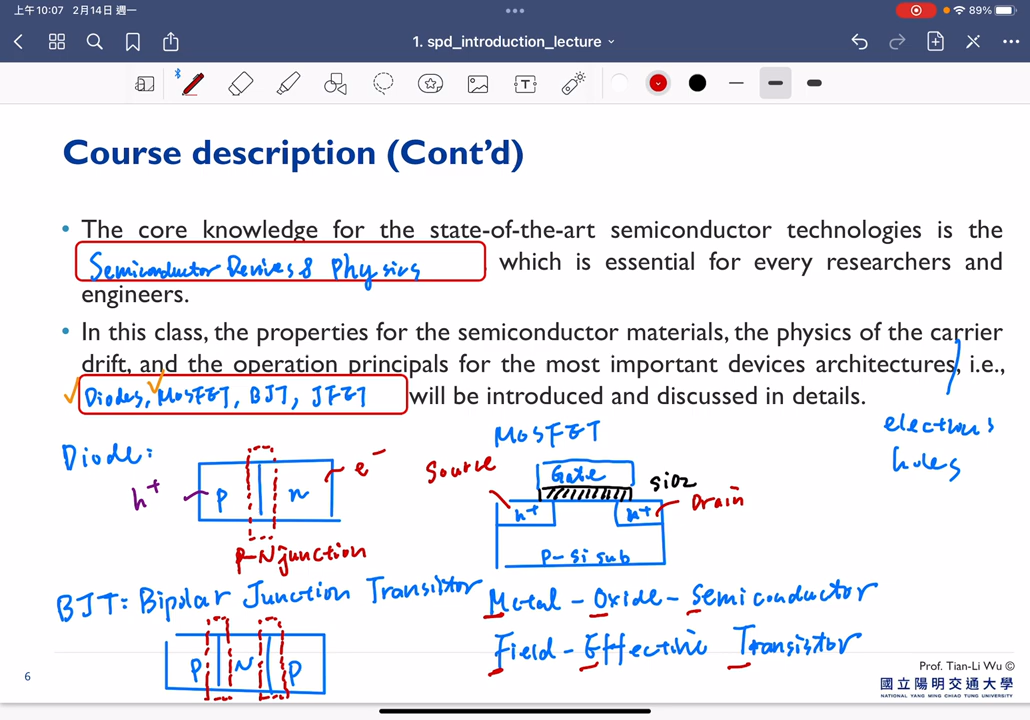 上午10:07 2月14日 週一
89%
1. spd_introduction_lecture
T
Course description (Cont’d)
• The core knowledge for the state-of-the-art semiconductor technologies is the
Semiconductor Devices & Physics which is essential for every researchers and
engineers.
• In this class, the properties for the semiconductor materials, the physics of the carrier
drift, and the operation principals for the most important devices architectures, i.e.,
Diodes, MOSFET, BJT, JFET will be introduced and discussed in details.
electrons
holes
Diode:
h+
P
n
e-
P-N junction
MOSFET
Source
Gate
SiO2
n+
n+
Drain
P-Si sub
BJT: Bipolar Junction Transistor
P N P
Metal-Oxide-Semiconductor
Field-Effective Transistor
6
Prof. Tian-Li Wu ©
國立陽明交通大學
NATIONAL YANG MING CHIAO TUNG UNIVERSITY